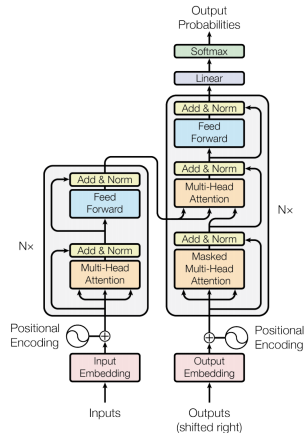 Output
Probabilities
Softmax
Linear
Add & Norm
Feed
Forward
Add & Norm
Multi-Head
Attention
Add & Norm
Masked
Multi-Head
Attention
N×
Positional
Encoding
Output
Embedding
Outputs
(shifted right)
Add & Norm
Feed
Forward
Add & Norm
Multi-Head
Attention
N×
Positional
Encoding
Input
Embedding
Inputs